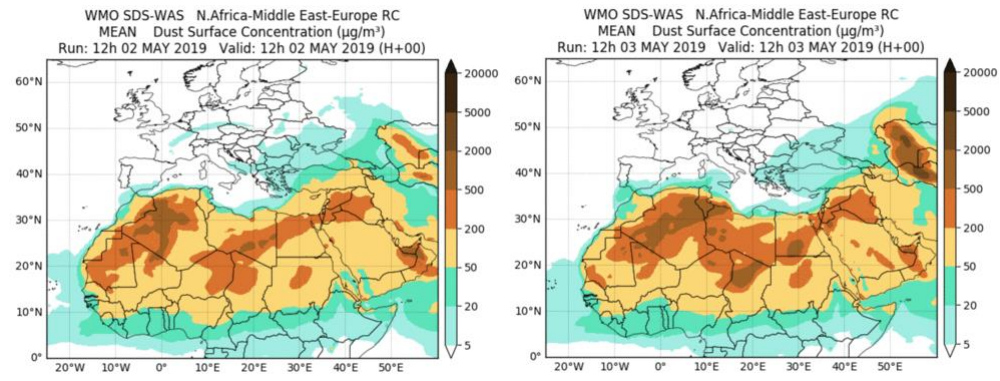 WMO SDS-WAS N.Africa-Middle East-Europe RC
MEAN Dust Surface Concentration (µg/m³)
Run: 12h 02 MAY 2019 Valid: 12h 02 MAY 2019 (H+00)
60°N
50°N
40°N
30°N
20°N
10°N
0°
20°W 10°W 0° 10°E 20°E 30°E 40°E 50°E
20000
5000
2000
500
200
50
20
5
WMO SDS-WAS N.Africa-Middle East-Europe RC
MEAN Dust Surface Concentration (µg/m³)
Run: 12h 03 MAY 2019 Valid: 12h 03 MAY 2019 (H+00)
60°N
50°N
40°N
30°N
20°N
10°N
0°
20°W 10°W 0° 10°E 20°E 30°E 40°E 50°E
20000
5000
2000
500
200
50
20
5